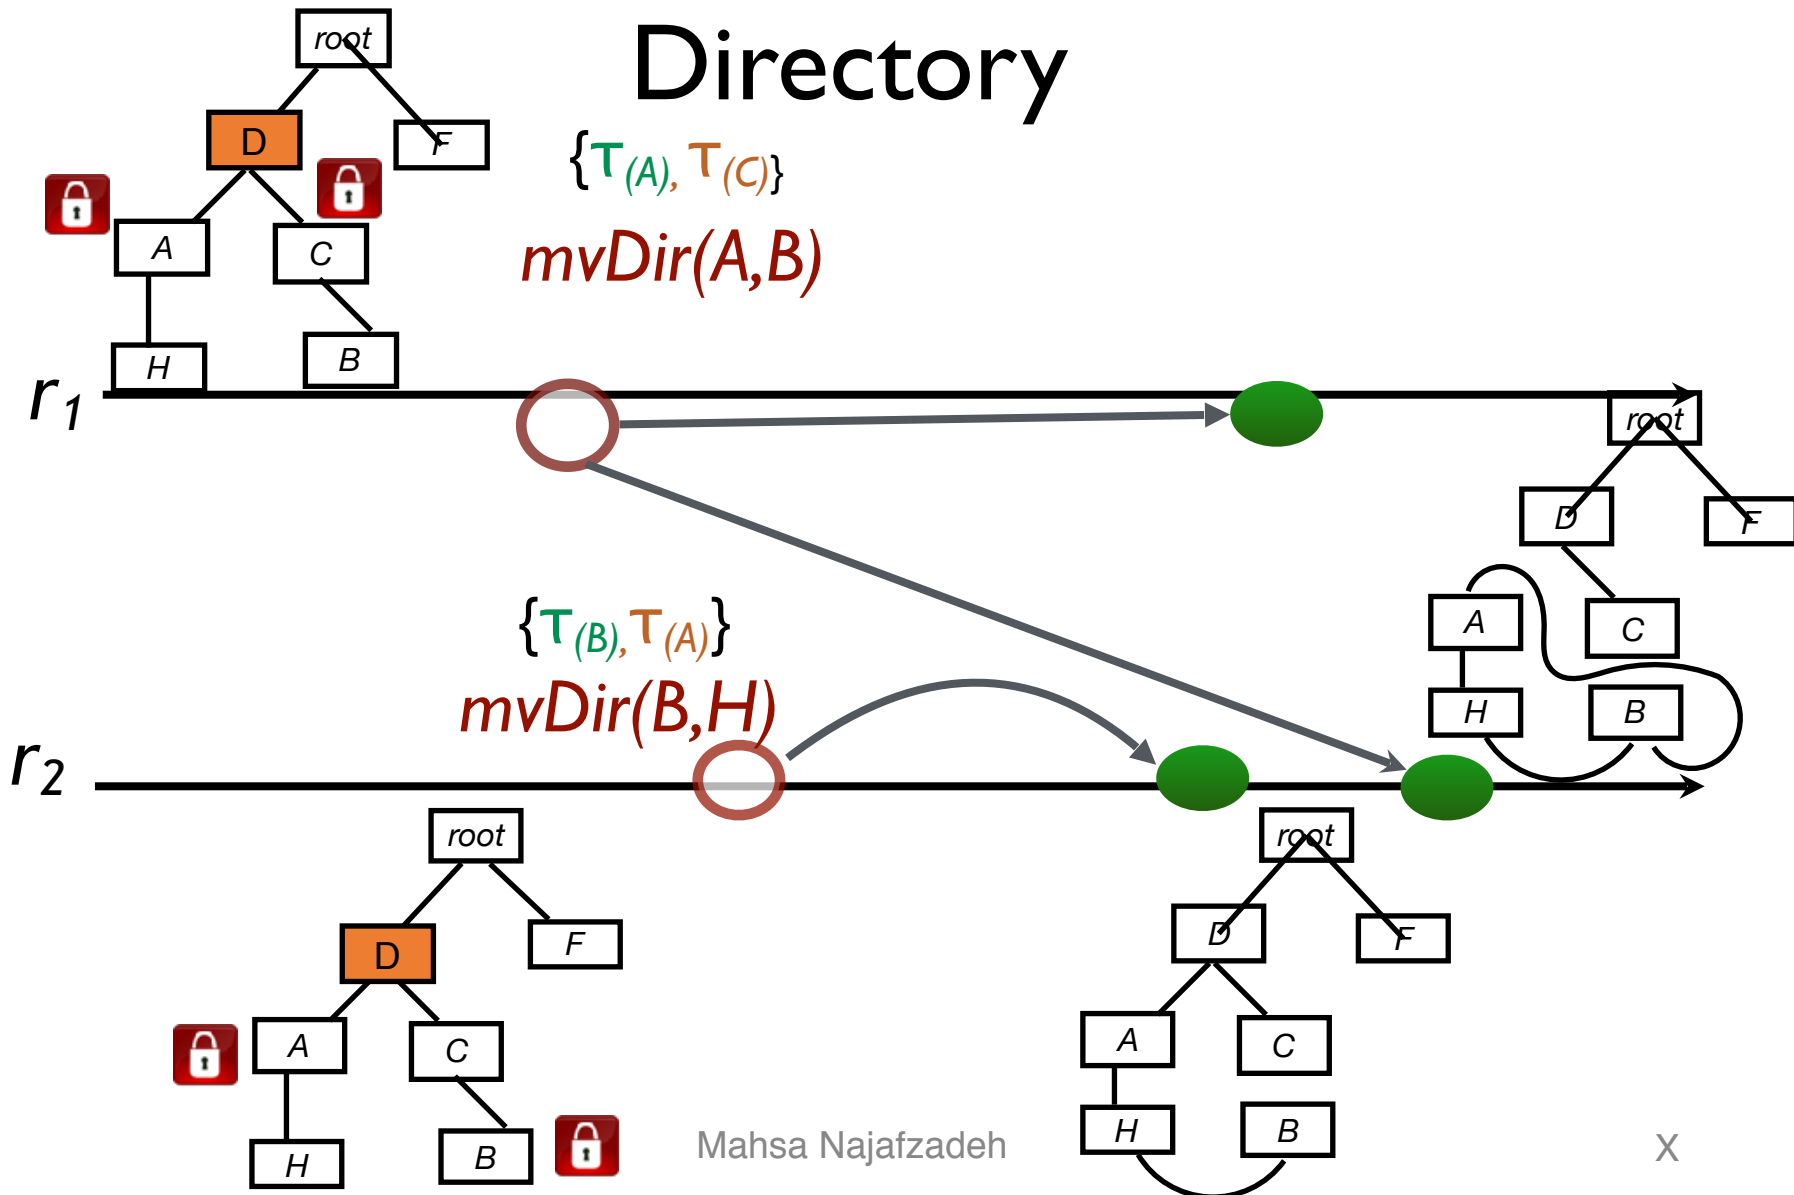 Directory
root
D
F
A
C
H
B
{τ(A), τ(C)}
mvDir(A,B)
r1
root
D
F
A
C
H
B
{τ(B),τ(A)}
mvDir(B,H)
r2
root
D
F
A
C
H
B
root
D
F
A
C
H
B
Mahsa Najafzadeh
X